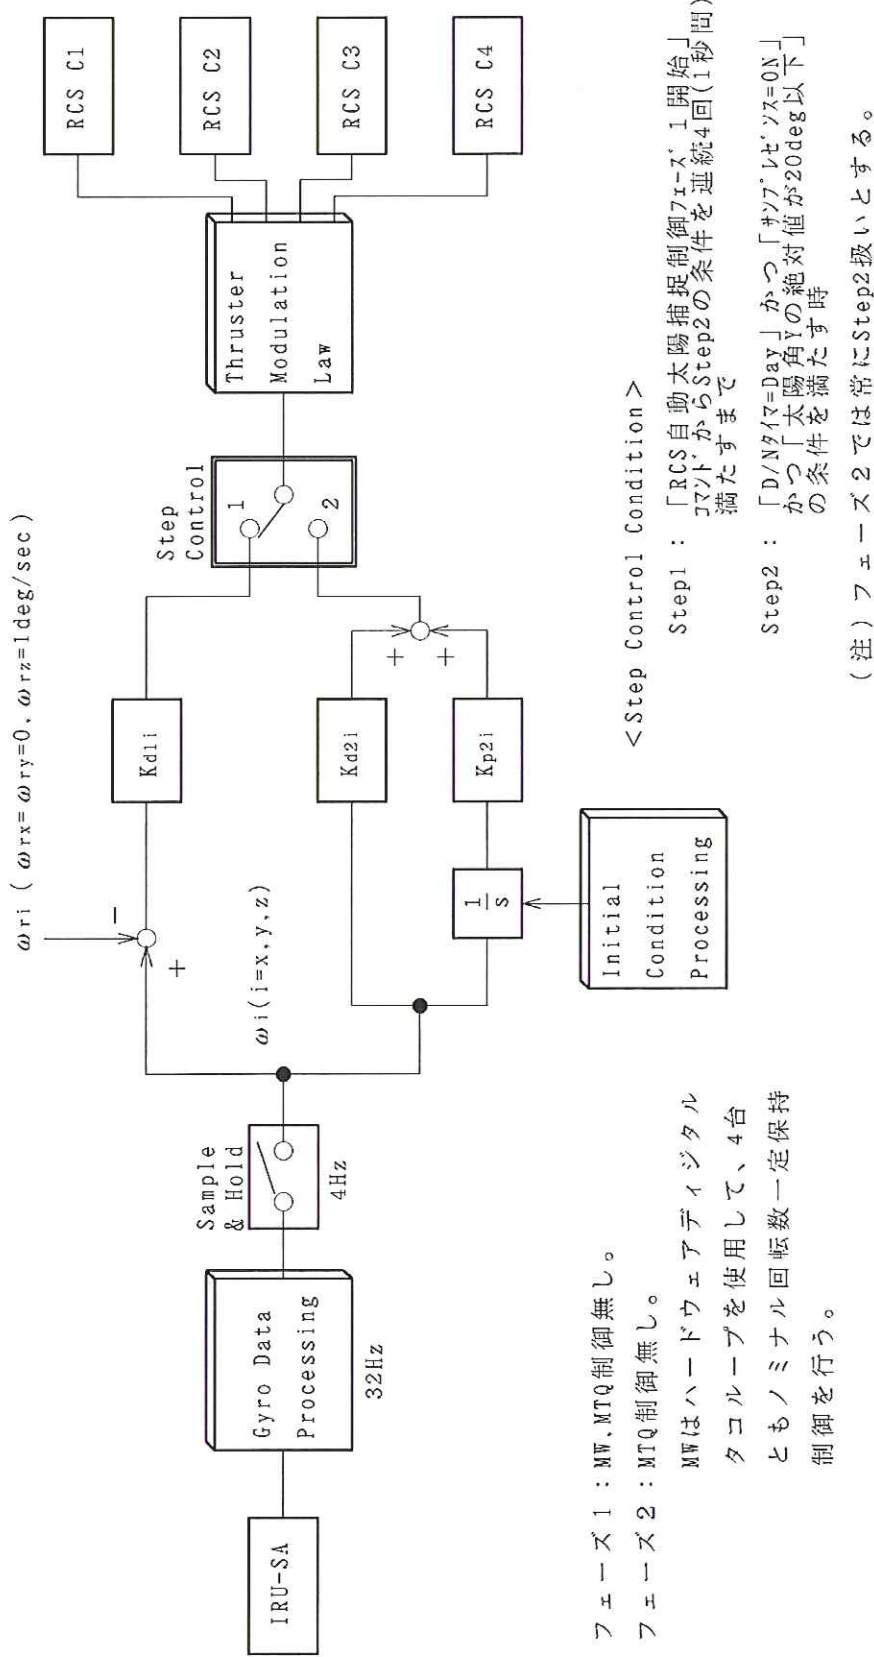 ωri ( ωrx= ωry=0, ωrz=1deg/sec)
IRU-SA
Gyro Data
Processing
32Hz
Sample
& Hold
4Hz
ωi(i=x,y,z)
+
−
Kd1i
Kd2i
Kp2i
1
s
+
+
Initial
Condition
Processing
Step
Control
1
2
Thruster
Modulation
Law
RCS C1
RCS C2
RCS C3
RCS C4
フェーズ1：MW,MTQ制御無し。
フェーズ2：MTQ制御無し。
MWはハードウェアディジタル
タコループを使用して、4台
ともノミナル回転数一定保持
制御を行う。
<Step Control Condition>
Step1 : 「RCS自動太陽捕捉制御ﾌｪｰｽﾞ1開始」
ｺﾏﾝﾄﾞからStep2の条件を連続4回(1秒間)
満たすまで
Step2 : 「D/Nﾀｲﾏ=Day」かつ「ｻﾝﾌﾟﾚｾﾞﾝｽ=ON」
かつ「太陽角Yの絶対値が20deg以下」
の条件を満たす時
(注)フェーズ2では常にStep2扱いとする。